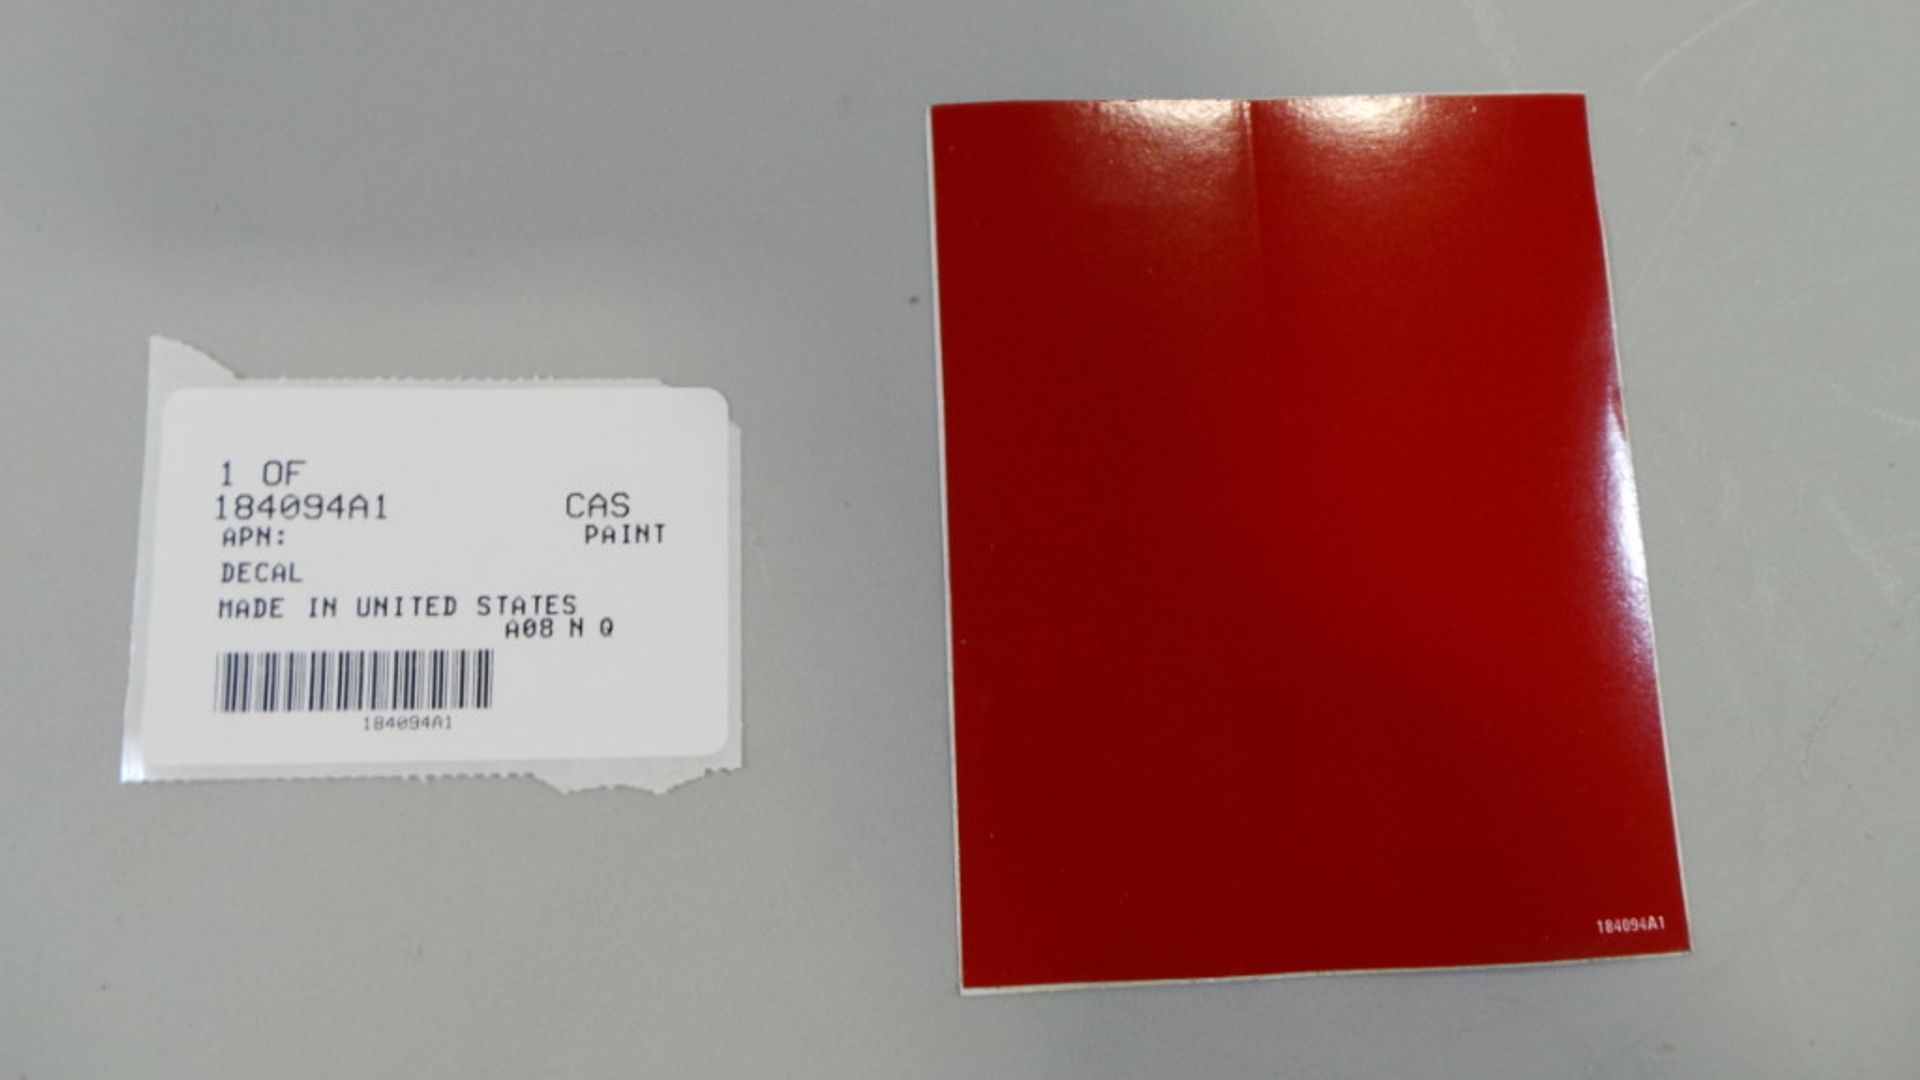 1 OF
184094A1 CAS
APN: PAINT
DECAL
MADE IN UNITED STATES
A08 N Q
184094A1
184094A1